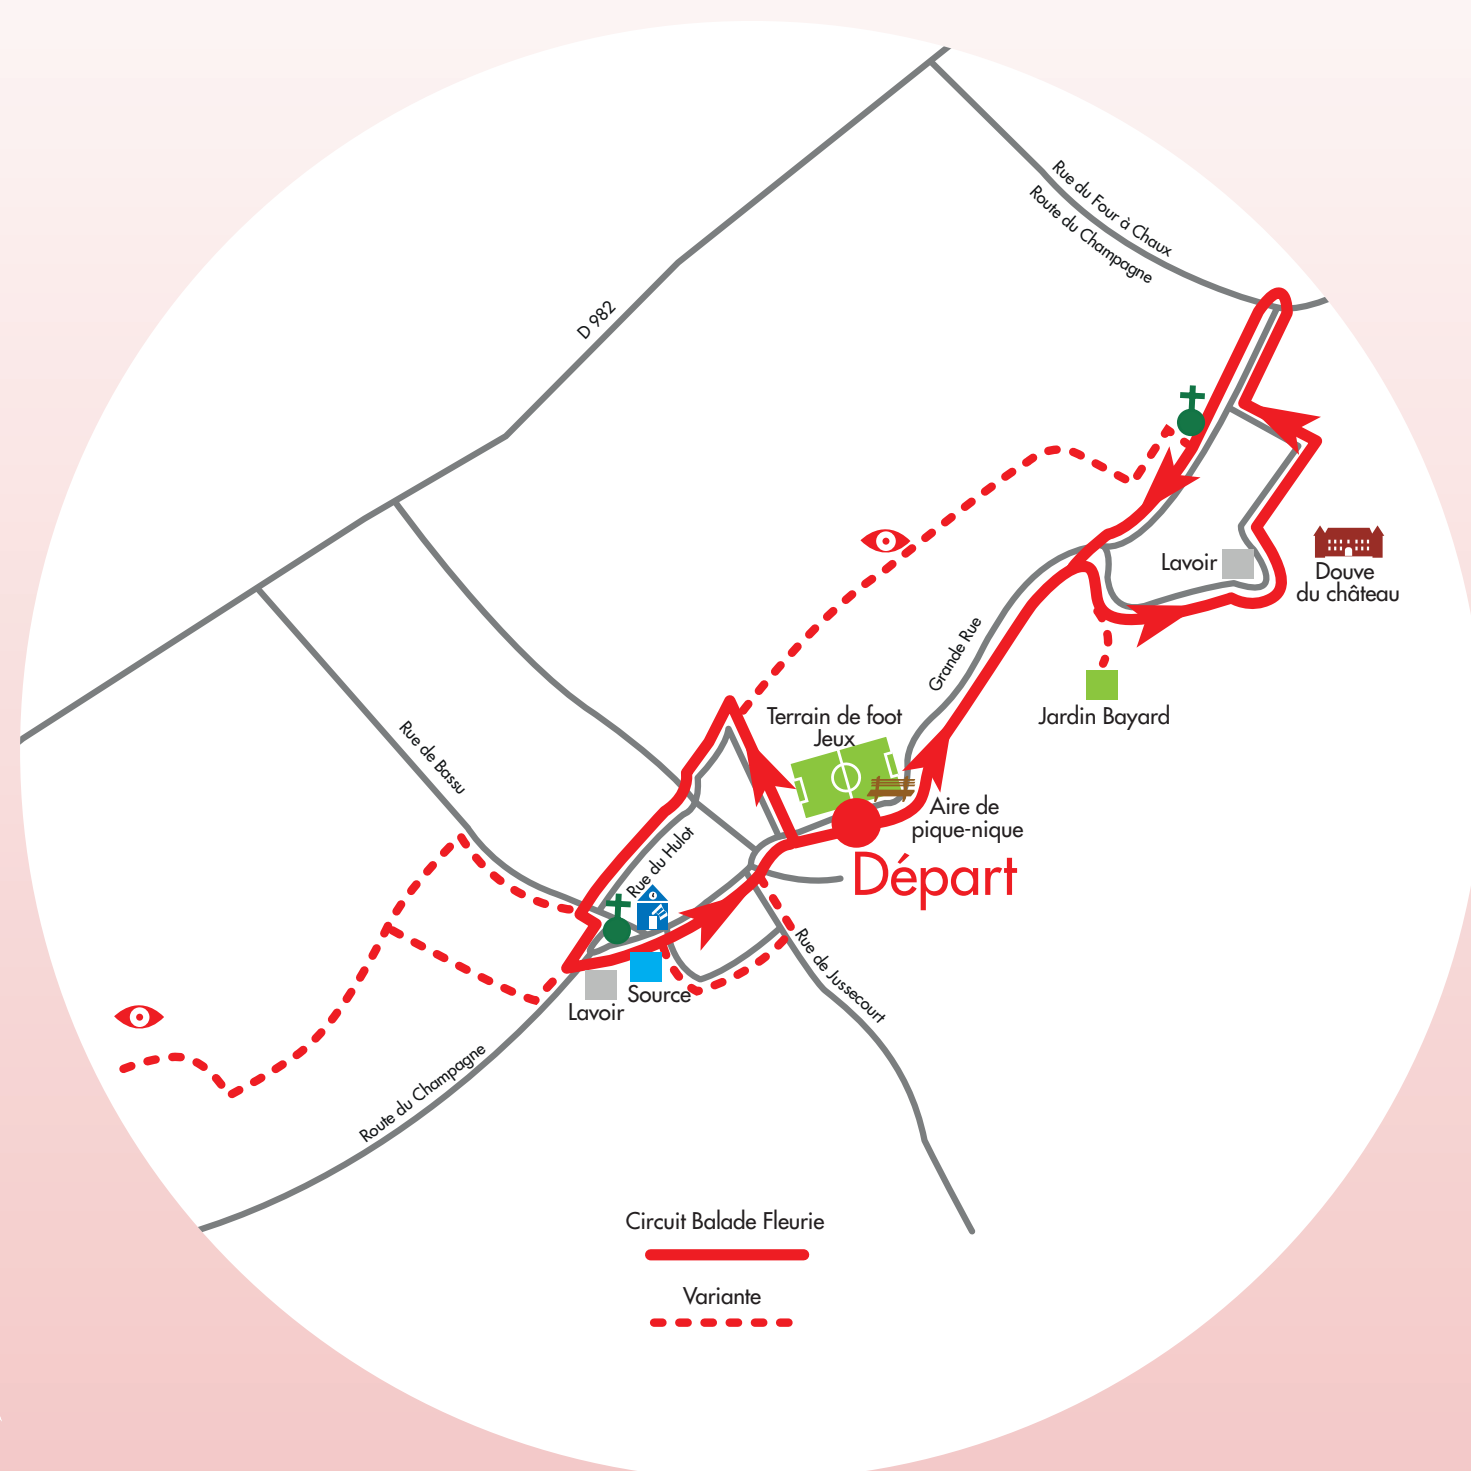 Rue du Four à Chaux
Route du Champagne
D 982
Lavoir
Douve
du château
Grande Rue
Jardin Bayard
Terrain de foot
Jeux
Rue de Bassu
Aire de
pique-nique
Départ
Rue du Hulot
Rue de Jussecourt
Source
Lavoir
Route du Champagne
Circuit Balade Fleurie
Variante